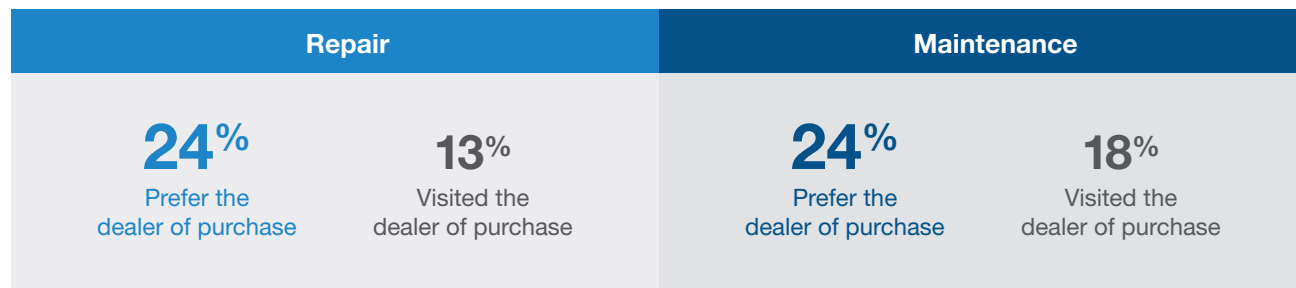 Repair
Maintenance
24%
Prefer the
dealer of purchase
13%
Visited the
dealer of purchase
24%
Prefer the
dealer of purchase
18%
Visited the
dealer of purchase